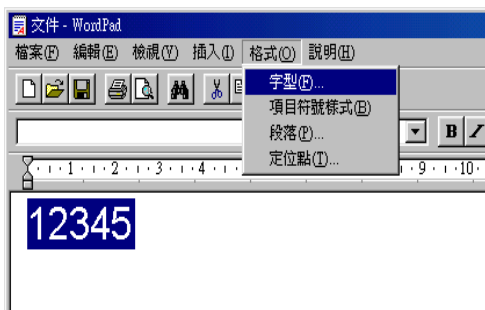 文件 - WordPad
檔案(F) 編輯(E) 檢視(V) 插入(I) 格式(O) 說明(H)
字型(F)...
項目符號樣式(B)
段落(P)...
定位點(T)...
B I
1 2 3 4 9 10
12345